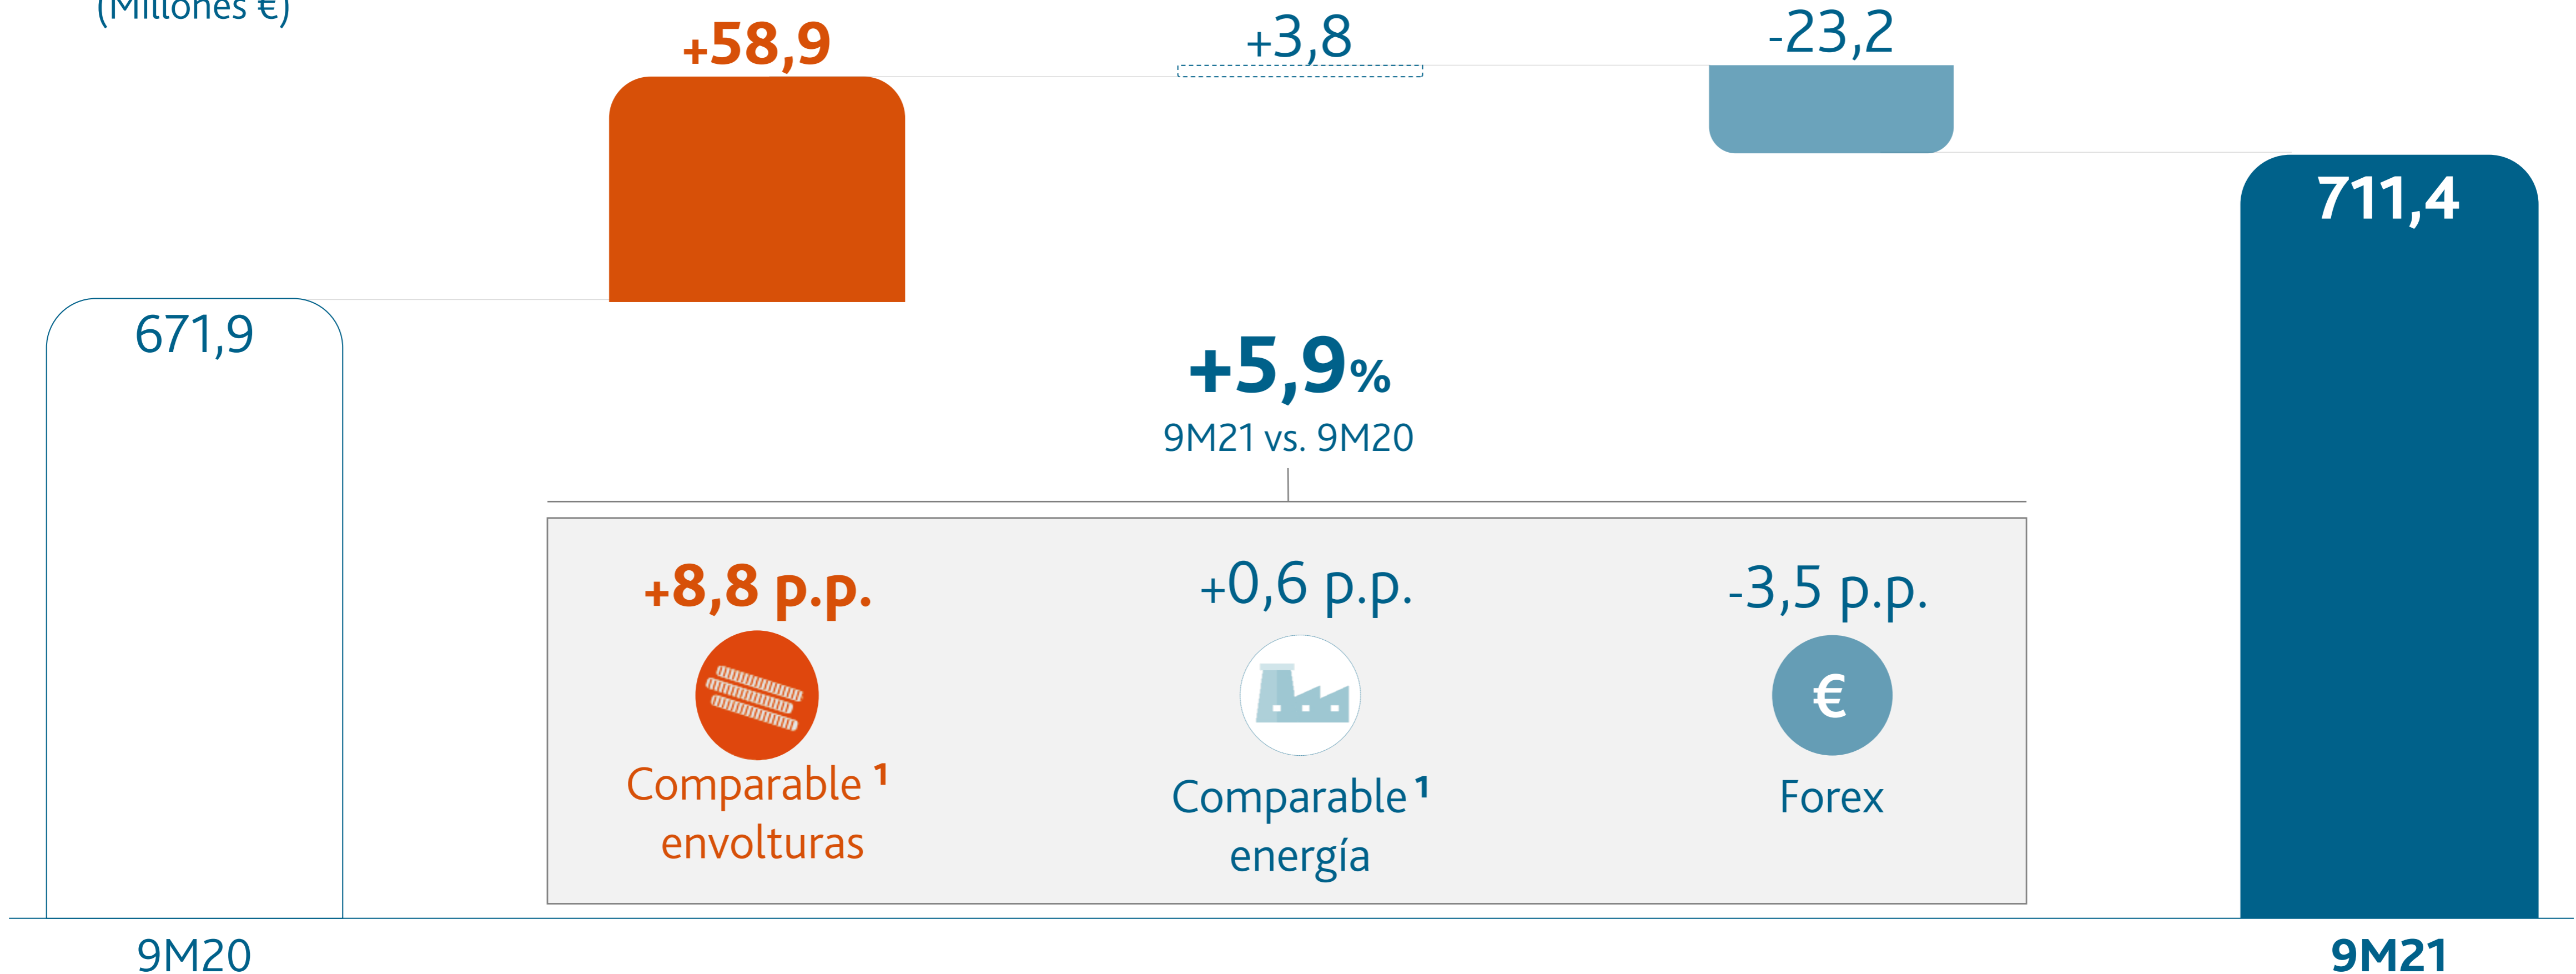 (Millones €)
+58,9
+3,8
-23,2
711,4
671,9
+5,9%
9M21 vs. 9M20
+8,8 p.p.
+0,6 p.p.
-3,5 p.p.
€
Comparable 1
envolturas
Comparable 1
energía
Forex
9M20
9M21